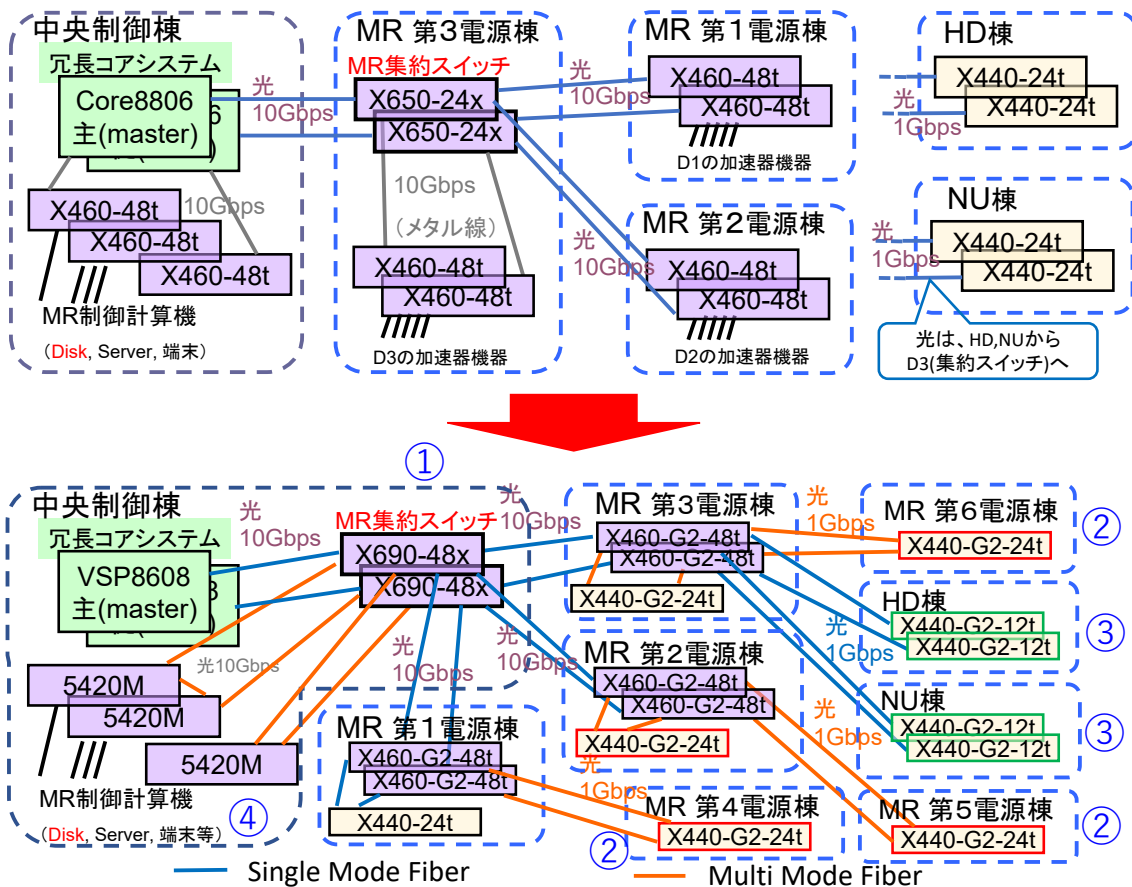 中央制御棟
冗長コアシステム
Core8806
主(master)
光
10Gbps
X460-48t
10Gbps
X460-48t
X460-48t
MR制御計算機
(Disk, Server, 端末)
MR 第3電源棟
MR集約スイッチ
X650-24x
X650-24x
10Gbps
(メタル線)
X460-48t
X460-48t
D3の加速器機器
光
10Gbps
光
10Gbps
MR 第1電源棟
X460-48t
X460-48t
D1の加速器機器
MR 第2電源棟
X460-48t
X460-48t
D2の加速器機器
HD棟
X440-24t
X440-24t
光
1Gbps
NU棟
X440-24t
X440-24t
光
1Gbps
光は、HD,NUから
D3(集約スイッチ)へ
①
中央制御棟
冗長コアシステム
VSP8608
主(master)
光
10Gbps
MR集約スイッチ
X690-48x
X690-48x
光
10Gbps
光10Gbps
5420M
5420M
5420M
MR制御計算機
(Disk, Server, 端末等)
④
光
10Gbps
光
10Gbps
MR 第1電源棟
X460-G2-48t
X460-G2-48t
X440-24t
MR 第3電源棟
X460-G2-48t
X460-G2-48t
X440-G2-24t
MR 第2電源棟
X460-G2-48t
X460-G2-48t
X440-G2-24t
光
1Gbps
MR 第4電源棟
X440-G2-24t
②
光
1Gbps
MR 第6電源棟
X440-G2-24t
②
光
1Gbps
HD棟
X440-G2-12t
X440-G2-12t
③
NU棟
X440-G2-12t
X440-G2-12t
③
光
1Gbps
MR 第5電源棟
X440-G2-24t
②
Single Mode Fiber
Multi Mode Fiber